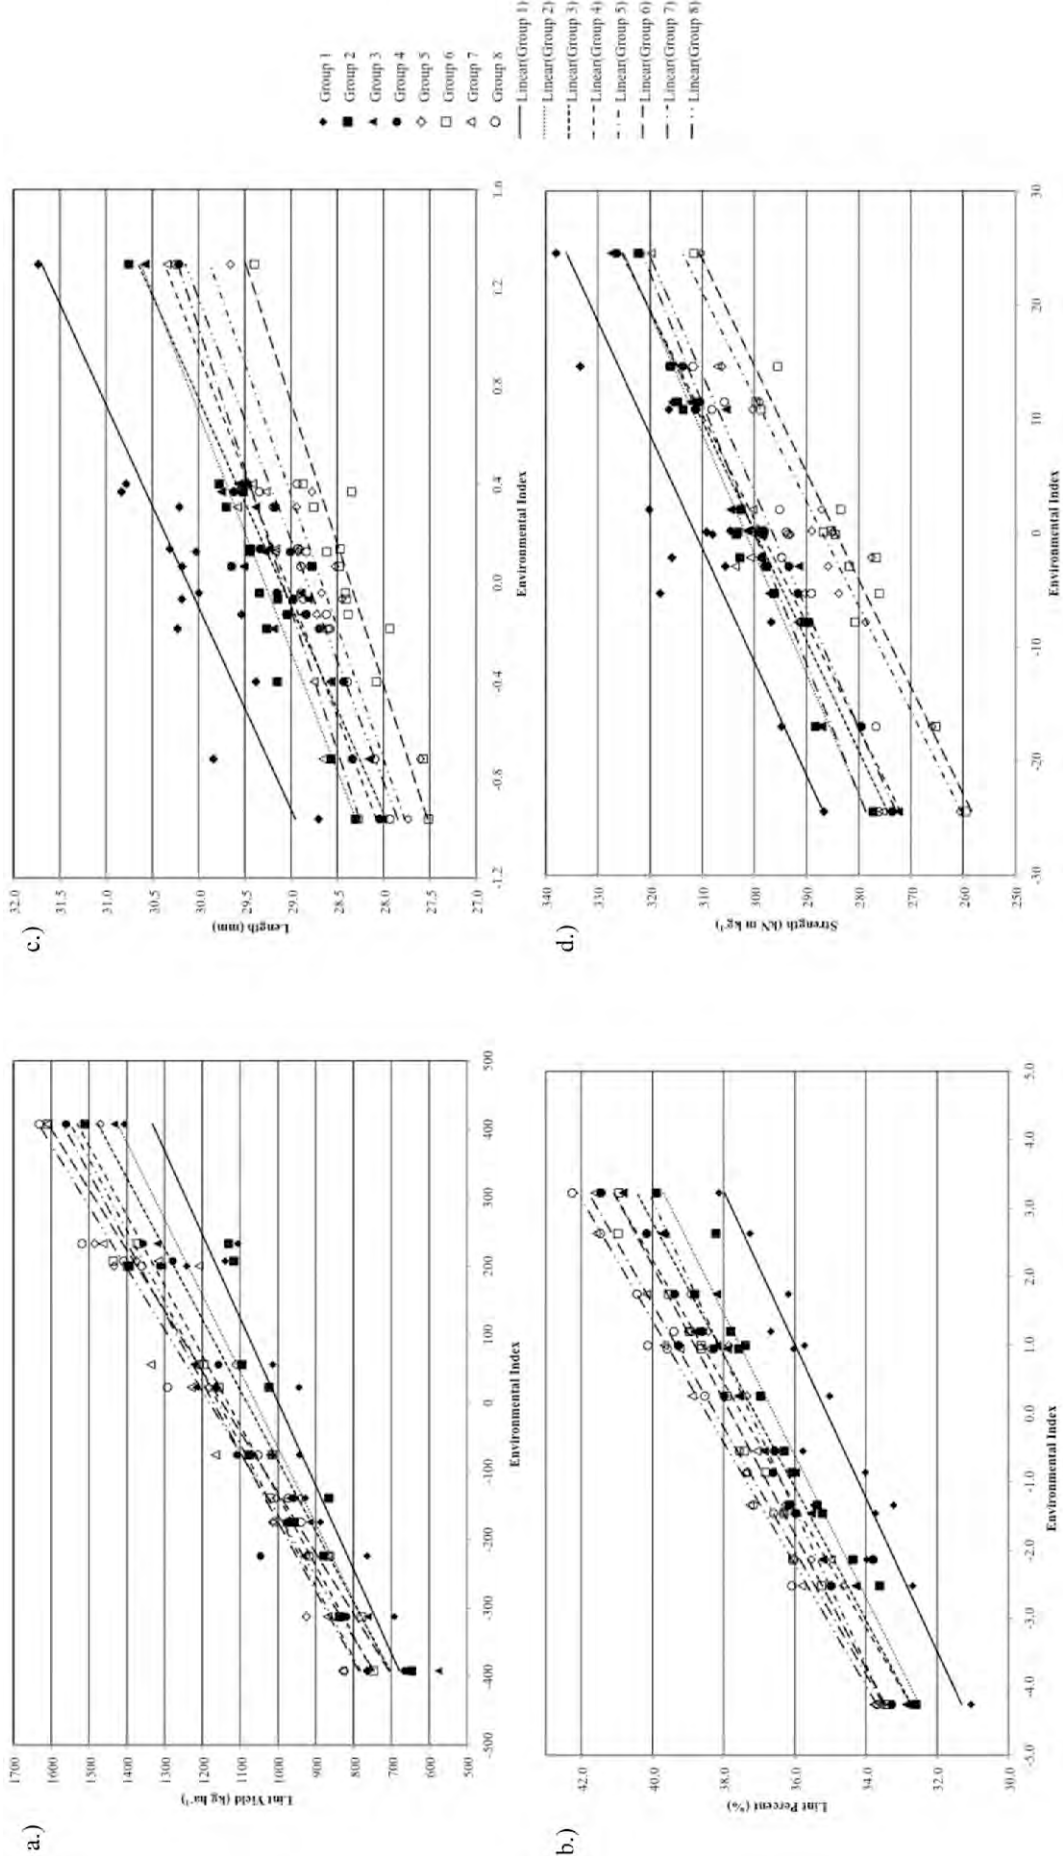 a.)
Lint Yield (kg ha⁻¹)
1700
1600
1500
1400
1300
1200
1100
1000
900
800
700
600
500
-500
-400
-300
-200
-100
0
100
200
300
400
500
Environmental Index
c.)
Length (mm)
32.0
31.5
31.0
30.5
30.0
29.5
29.0
28.5
28.0
27.5
27.0
-1.2
-0.8
-0.4
0.0
0.4
0.8
1.2
1.6
Environmental Index
b.)
Lint Percent (%)
42.0
40.0
38.0
36.0
34.0
32.0
30.0
-5.0
-4.0
-3.0
-2.0
-1.0
0.0
1.0
2.0
3.0
4.0
5.0
Environmental Index
d.)
Strength (kN m kg⁻¹)
340
330
320
310
300
290
280
270
260
250
-30
-20
-10
0
10
20
30
Environmental Index
Group 1
Group 2
Group 3
Group 4
Group 5
Group 6
Group 7
Group 8
Linear(Group 1)
Linear(Group 2)
Linear(Group 3)
Linear(Group 4)
Linear(Group 5)
Linear(Group 6)
Linear(Group 7)
Linear(Group 8)